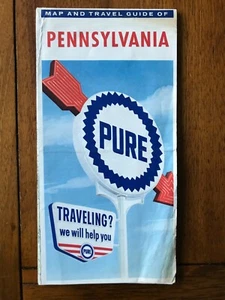 MAP AND TRAVEL GUIDE OF
PENNSYLVANIA
PURE
TRAVELING?
we will help you
PURE